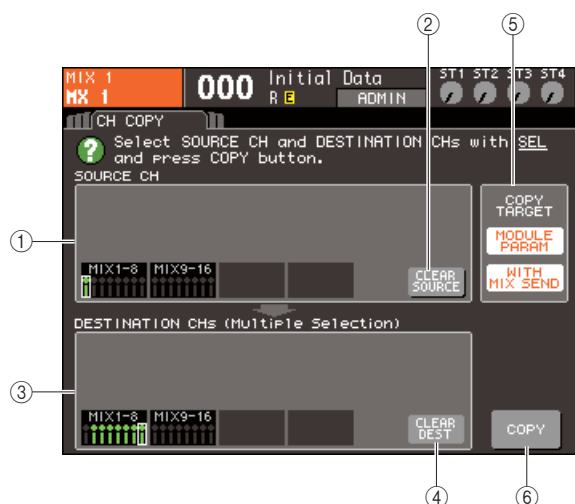 ② ⑤
MIX 1
MX 1
000
Initial Data
R E
ADMIN
ST1 ST2 ST3 ST4
CH COPY
? Select SOURCE CH and DESTINATION CHs with SEL
and press COPY button.
SOURCE CH
①
MIX1-8 MIX9-16
CLEAR
SOURCE
COPY
TARGET
MODULE
PARAM
WITH
MIX SEND
DESTINATION CHs (Multiple Selection)
③
MIX1-8 MIX9-16
CLEAR
DEST
COPY
④ ⑥